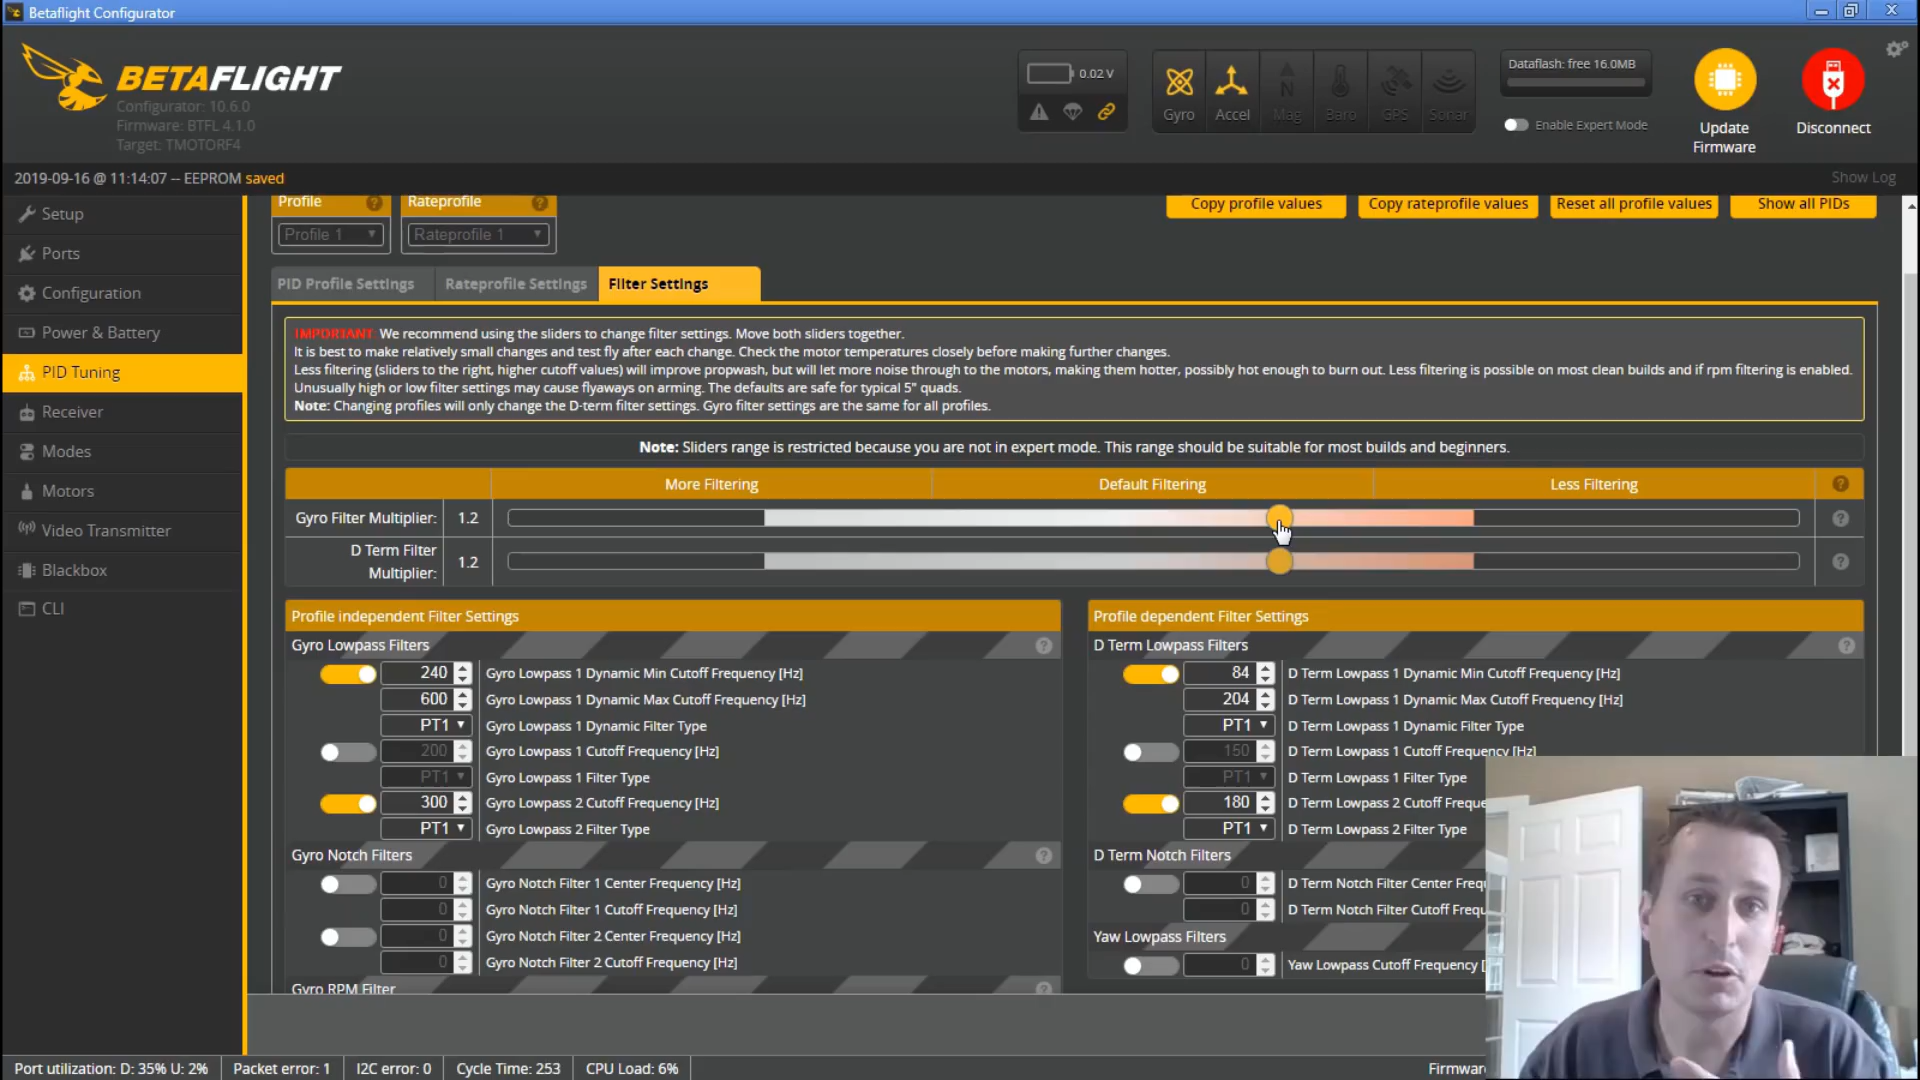 Betaflight Configurator
BETAFLIGHT
Configurator: 10.6.0
Firmware: BTFL 4.1.0
Target: TMOTORF4
0.02 V
Gyro
Accel
Mag
Baro
GPS
Sonar
Dataflash: free 16.0MB
Enable Expert Mode
Update
Firmware
Disconnect
2019-09-16 @ 11:14:07 -- EEPROM saved
Show Log
Setup
Ports
Configuration
Power & Battery
PID Tuning
Receiver
Modes
Motors
Video Transmitter
Blackbox
CLI
Profile
Rateprofile
Profile 1
Rateprofile 1
Copy profile values
Copy rateprofile values
Reset all profile values
Show all PIDs
PID Profile Settings
Rateprofile Settings
Filter Settings
IMPORTANT: We recommend using the sliders to change filter settings. Move both sliders together.
It is best to make relatively small changes and test fly after each change. Check the motor temperatures closely before making further changes.
Less filtering (sliders to the right, higher cutoff values) will improve propwash, but will let more noise through to the motors, making them hotter, possibly hot enough to burn out. Less filtering is possible on most clean builds and if rpm filtering is enabled.
Unusually high or low filter settings may cause flyaways on arming. The defaults are safe for typical 5" quads.
Note: Changing profiles will only change the D-term filter settings. Gyro filter settings are the same for all profiles.
Note: Sliders range is restricted because you are not in expert mode. This range should be suitable for most builds and beginners.
More Filtering
Default Filtering
Less Filtering
Gyro Filter Multiplier: 1.2
D Term Filter
Multiplier: 1.2
Profile independent Filter Settings
Gyro Lowpass Filters
240 Gyro Lowpass 1 Dynamic Min Cutoff Frequency [Hz]
600 Gyro Lowpass 1 Dynamic Max Cutoff Frequency [Hz]
PT1 Gyro Lowpass 1 Dynamic Filter Type
200 Gyro Lowpass 1 Cutoff Frequency [Hz]
PT1 Gyro Lowpass 1 Filter Type
300 Gyro Lowpass 2 Cutoff Frequency [Hz]
PT1 Gyro Lowpass 2 Filter Type
Gyro Notch Filters
0 Gyro Notch Filter 1 Center Frequency [Hz]
0 Gyro Notch Filter 1 Cutoff Frequency [Hz]
0 Gyro Notch Filter 2 Center Frequency [Hz]
0 Gyro Notch Filter 2 Cutoff Frequency [Hz]
Gyro RPM Filter
Profile dependent Filter Settings
D Term Lowpass Filters
84 D Term Lowpass 1 Dynamic Min Cutoff Frequency [Hz]
204 D Term Lowpass 1 Dynamic Max Cutoff Frequency [Hz]
PT1 D Term Lowpass 1 Dynamic Filter Type
150 D Term Lowpass 1 Cutoff Frequency [Hz]
PT1 D Term Lowpass 1 Filter Type
180 D Term Lowpass 2 Cutoff Freque
PT1 D Term Lowpass 2 Filter Type
D Term Notch Filters
0 D Term Notch Filter Center Freq
0 D Term Notch Filter Cutoff Frequ
Yaw Lowpass Filters
0 Yaw Lowpass Cutoff Frequency [
Port utilization: D: 35% U: 2%
Packet error: 1
I2C error: 0
Cycle Time: 253
CPU Load: 6%
Firmware